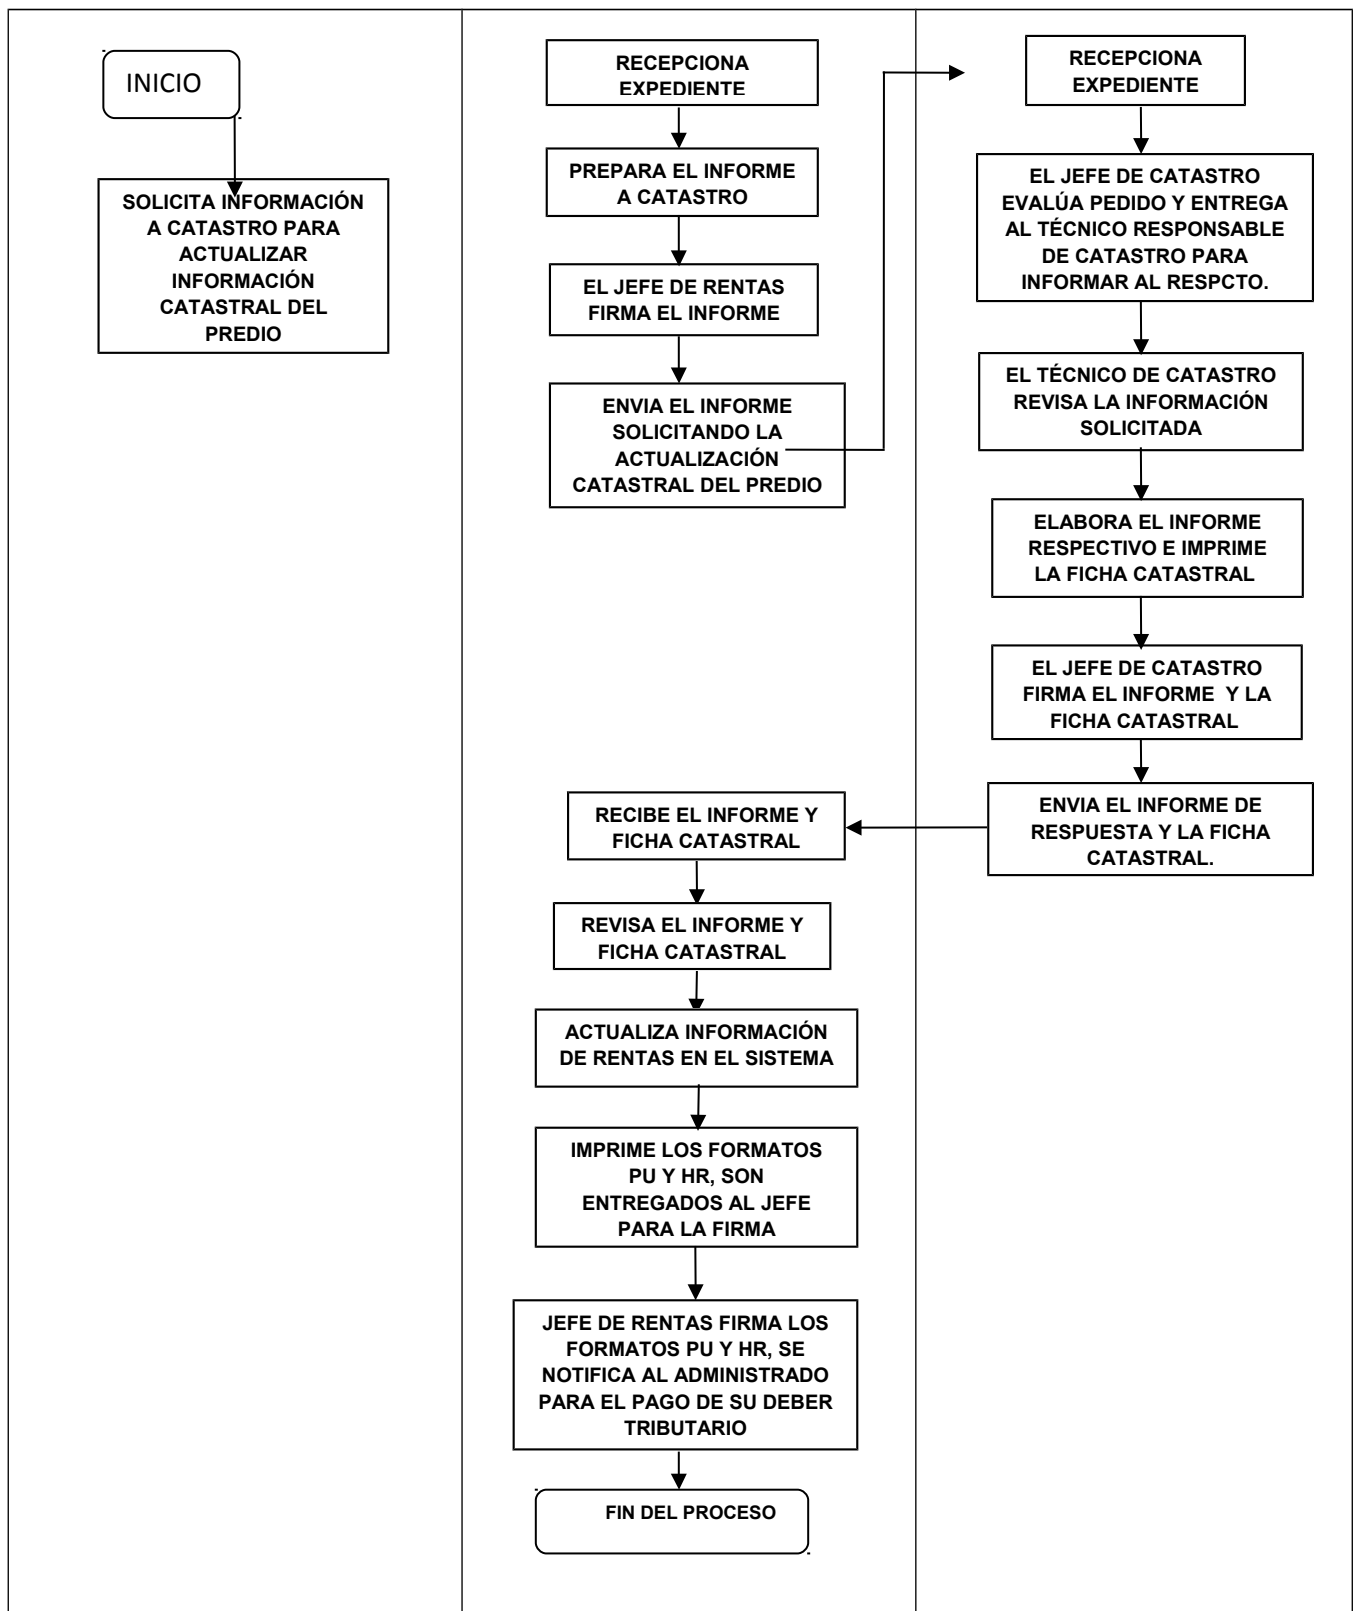 INICIO
SOLICITA INFORMACIÓN
A CATASTRO PARA
ACTUALIZAR
INFORMACIÓN
CATASTRAL DEL
PREDIO
RECEPCIONA
EXPEDIENTE
PREPARA EL INFORME
A CATASTRO
EL JEFE DE RENTAS
FIRMA EL INFORME
ENVIA EL INFORME
SOLICITANDO LA
ACTUALIZACIÓN
CATASTRAL DEL PREDIO
RECEPCIONA
EXPEDIENTE
EL JEFE DE CATASTRO
EVALÚA PEDIDO Y ENTREGA
AL TÉCNICO RESPONSABLE
DE CATASTRO PARA
INFORMAR AL RESPCTO.
EL TÉCNICO DE CATASTRO
REVISA LA INFORMACIÓN
SOLICITADA
ELABORA EL INFORME
RESPECTIVO E IMPRIME
LA FICHA CATASTRAL
EL JEFE DE CATASTRO
FIRMA EL INFORME Y LA
FICHA CATASTRAL
ENVIA EL INFORME DE
RESPUESTA Y LA FICHA
CATASTRAL.
RECIBE EL INFORME Y
FICHA CATASTRAL
REVISA EL INFORME Y
FICHA CATASTRAL
ACTUALIZA INFORMACIÓN
DE RENTAS EN EL SISTEMA
IMPRIME LOS FORMATOS
PU Y HR, SON
ENTREGADOS AL JEFE
PARA LA FIRMA
JEFE DE RENTAS FIRMA LOS
FORMATOS PU Y HR, SE
NOTIFICA AL ADMINISTRADO
PARA EL PAGO DE SU DEBER
TRIBUTARIO
FIN DEL PROCESO